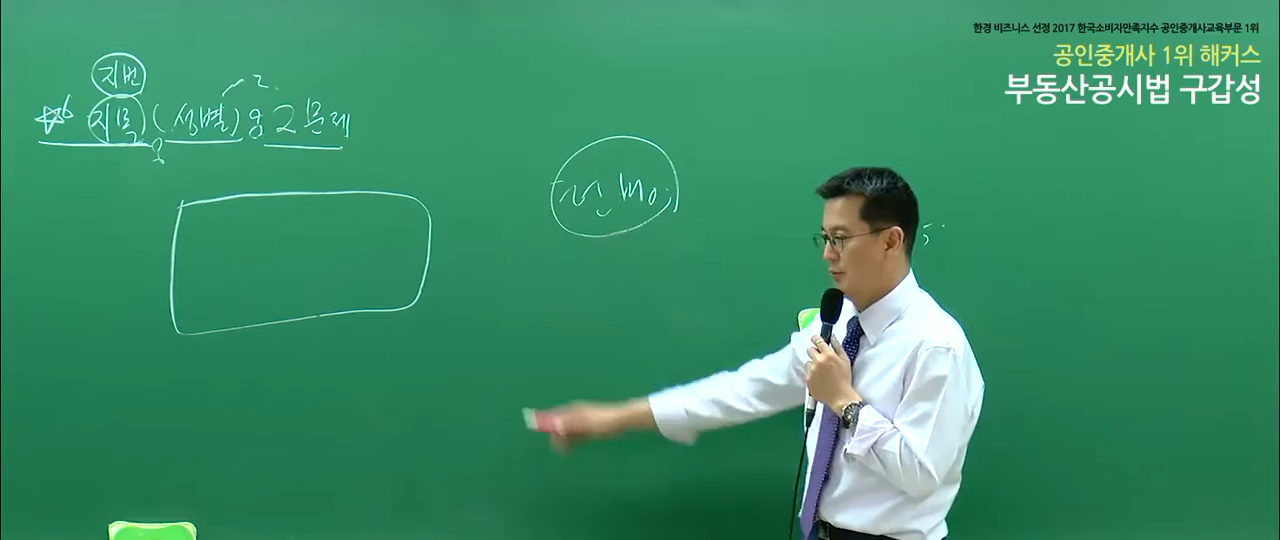 한경 비즈니스 선정 2017 한국소비자만족지수 공인중개사교육부문 1위
공인중개사 1위 해커스
부동산공시법 구갑성
지번
지목 (성별) 2문제
2.